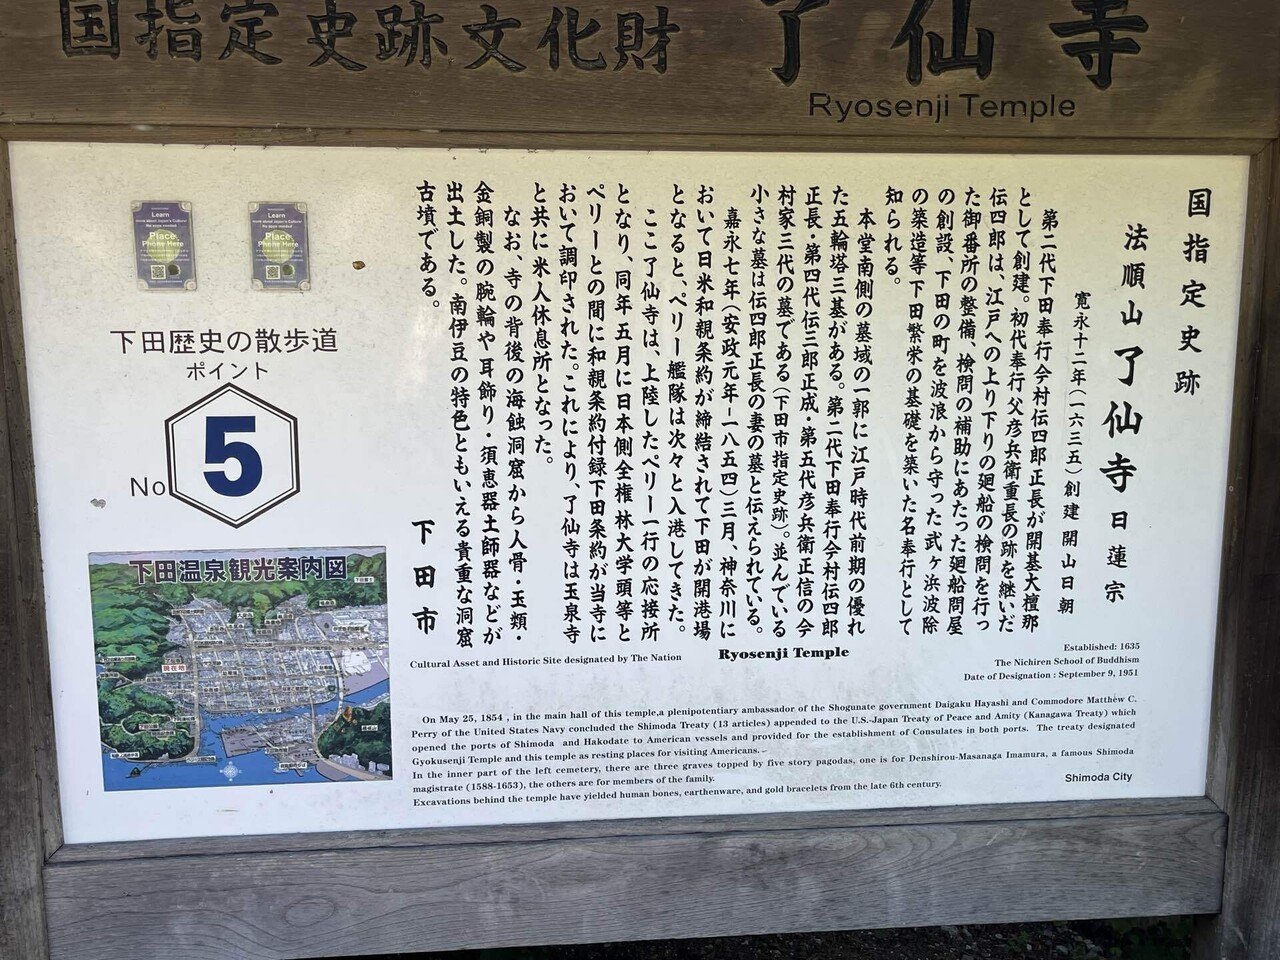 国指定史跡文化財 了仙寺
Ryosenji Temple
国指定史跡
法順山 了仙寺 日蓮宗
寛永十二年(一六三五)創建 開山日朝
第二代下田奉行今村伝四郎正長が開基大檀那
として創建。初代奉行父彦兵衛重長の跡を継いだ
伝四郎は、江戸への上り下りの廻船の検問を行っ
た御番所の整備、検問の補助にあたった廻船問屋
の創設、下田の町を波浪から守った武ヶ浜波除
の築造等下田繁栄の基礎を築いた名奉行として
知られる。
本堂南側の墓域の一郭に江戸時代前期の優れ
た五輪塔三基がある。第二代下田奉行今村伝四郎
正長・第四代伝三郎正成・第五代彦兵衛正信の今
村家三代の墓である(下田市指定史跡)。並んでいる
小さな墓は伝四郎正長の妻の墓と伝えられている。
嘉永七年(安政元年-一八五四)三月、神奈川に
おいて日米和親条約が締結されて下田が開港場
となると、ペリー艦隊は次々と入港してきた。
ここ了仙寺は、上陸したペリー一行の応接所
となり、同年五月に日本側全権林大学頭等と
ペリーとの間に和親条約付録下田条約が当寺に
おいて調印された。これにより、了仙寺は玉泉寺
と共に米人休息所となった。
なお、寺の背後の海蝕洞窟から人骨・玉類・
金銅製の腕輪や耳飾り・須恵器土師器などが
出土した。南伊豆の特色ともいえる貴重な洞窟
古墳である。
下田市
Learn
more about Japan's Culture!
No apps needed
Place
Phone Here
Learn
more about Japan's Culture!
No apps needed
Place
Phone Here
下田歴史の散歩道
ポイント
No 5
下田温泉観光案内図
現在地
Cultural Asset and Historic Site designated by The Nation
Ryosenji Temple
Established: 1635
The Nichiren School of Buddhism
Date of Designation : September 9, 1951
On May 25, 1854 , in the main hall of this temple,a plenipotentiary ambassador of the Shogunate government Daigaku Hayashi and Commodore Matthew C.
Perry of the United States Navy concluded the Shimoda Treaty (13 articles) appended to the U.S.-Japan Treaty of Peace and Amity (Kanagawa Treaty) which
opened the ports of Shimoda and Hakodate to American vessels and provided for the establishment of Consulates in both ports. The treaty designated
Gyokusenji Temple and this temple as resting places for visiting Americans.
In the inner part of the left cemetery, there are three graves topped by five story pagodas, one is for Denshirou-Masanaga Imamura, a famous Shimoda
magistrate (1588-1653), the others are for members of the family.
Excavations behind the temple have yielded human bones, earthenware, and gold bracelets from the late 6th century.
Shimoda City